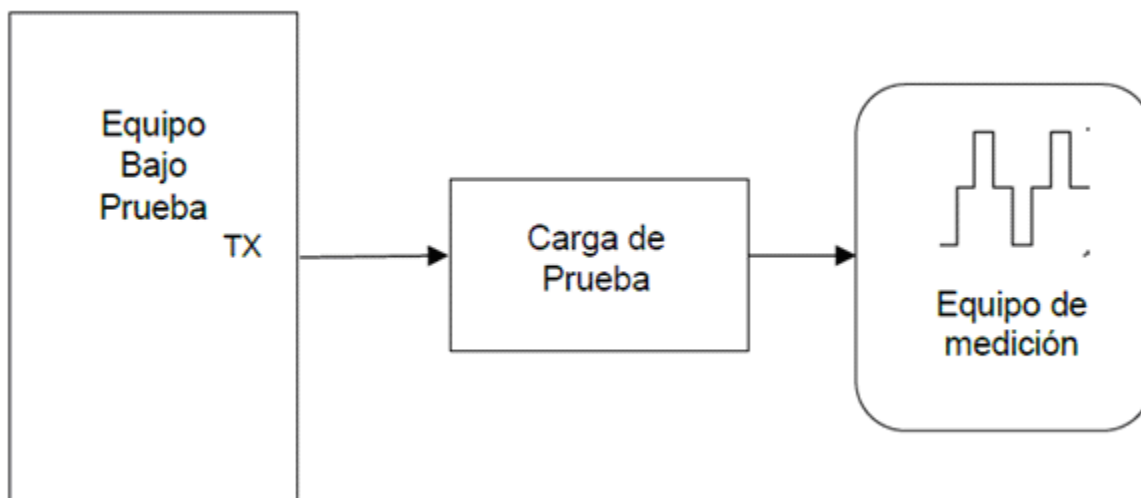 Equipo
Bajo
Prueba
TX
Carga de
Prueba
Equipo de
medición